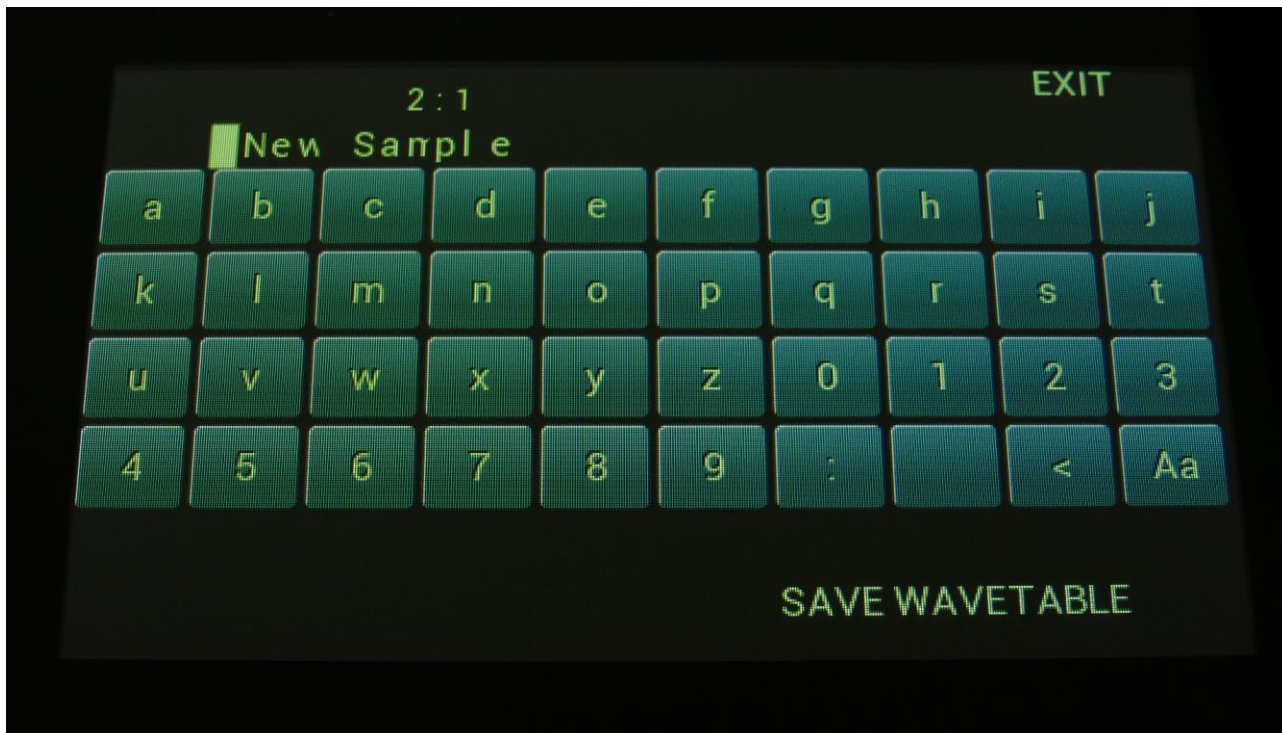 EXIT
2:1
New Sample
a b c d e f g h i j
k l m n o p q r s t
u v w x y z 0 1 2 3
4 5 6 7 8 9 : < Aa
SAVE WAVETABLE